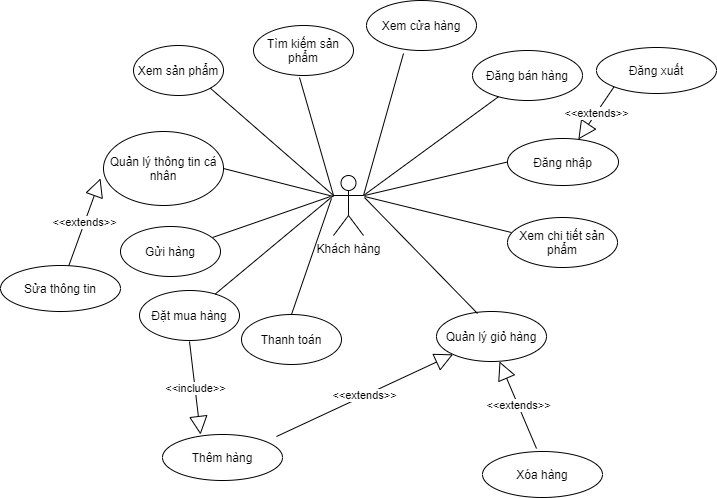 Xem cửa hàng
Tìm kiếm sản
phẩm
Xem sản phẩm
Đăng bán hàng
Đăng xuất
<<extends>>
Quản lý thông tin cá
nhân
Đăng nhập
<<extends>>
Khách hàng
Gửi hàng
Xem chi tiết sản
phẩm
Sửa thông tin
Đặt mua hàng
Thanh toán
Quản lý giỏ hàng
<<include>>
<<extends>>
<<extends>>
Thêm hàng
Xóa hàng